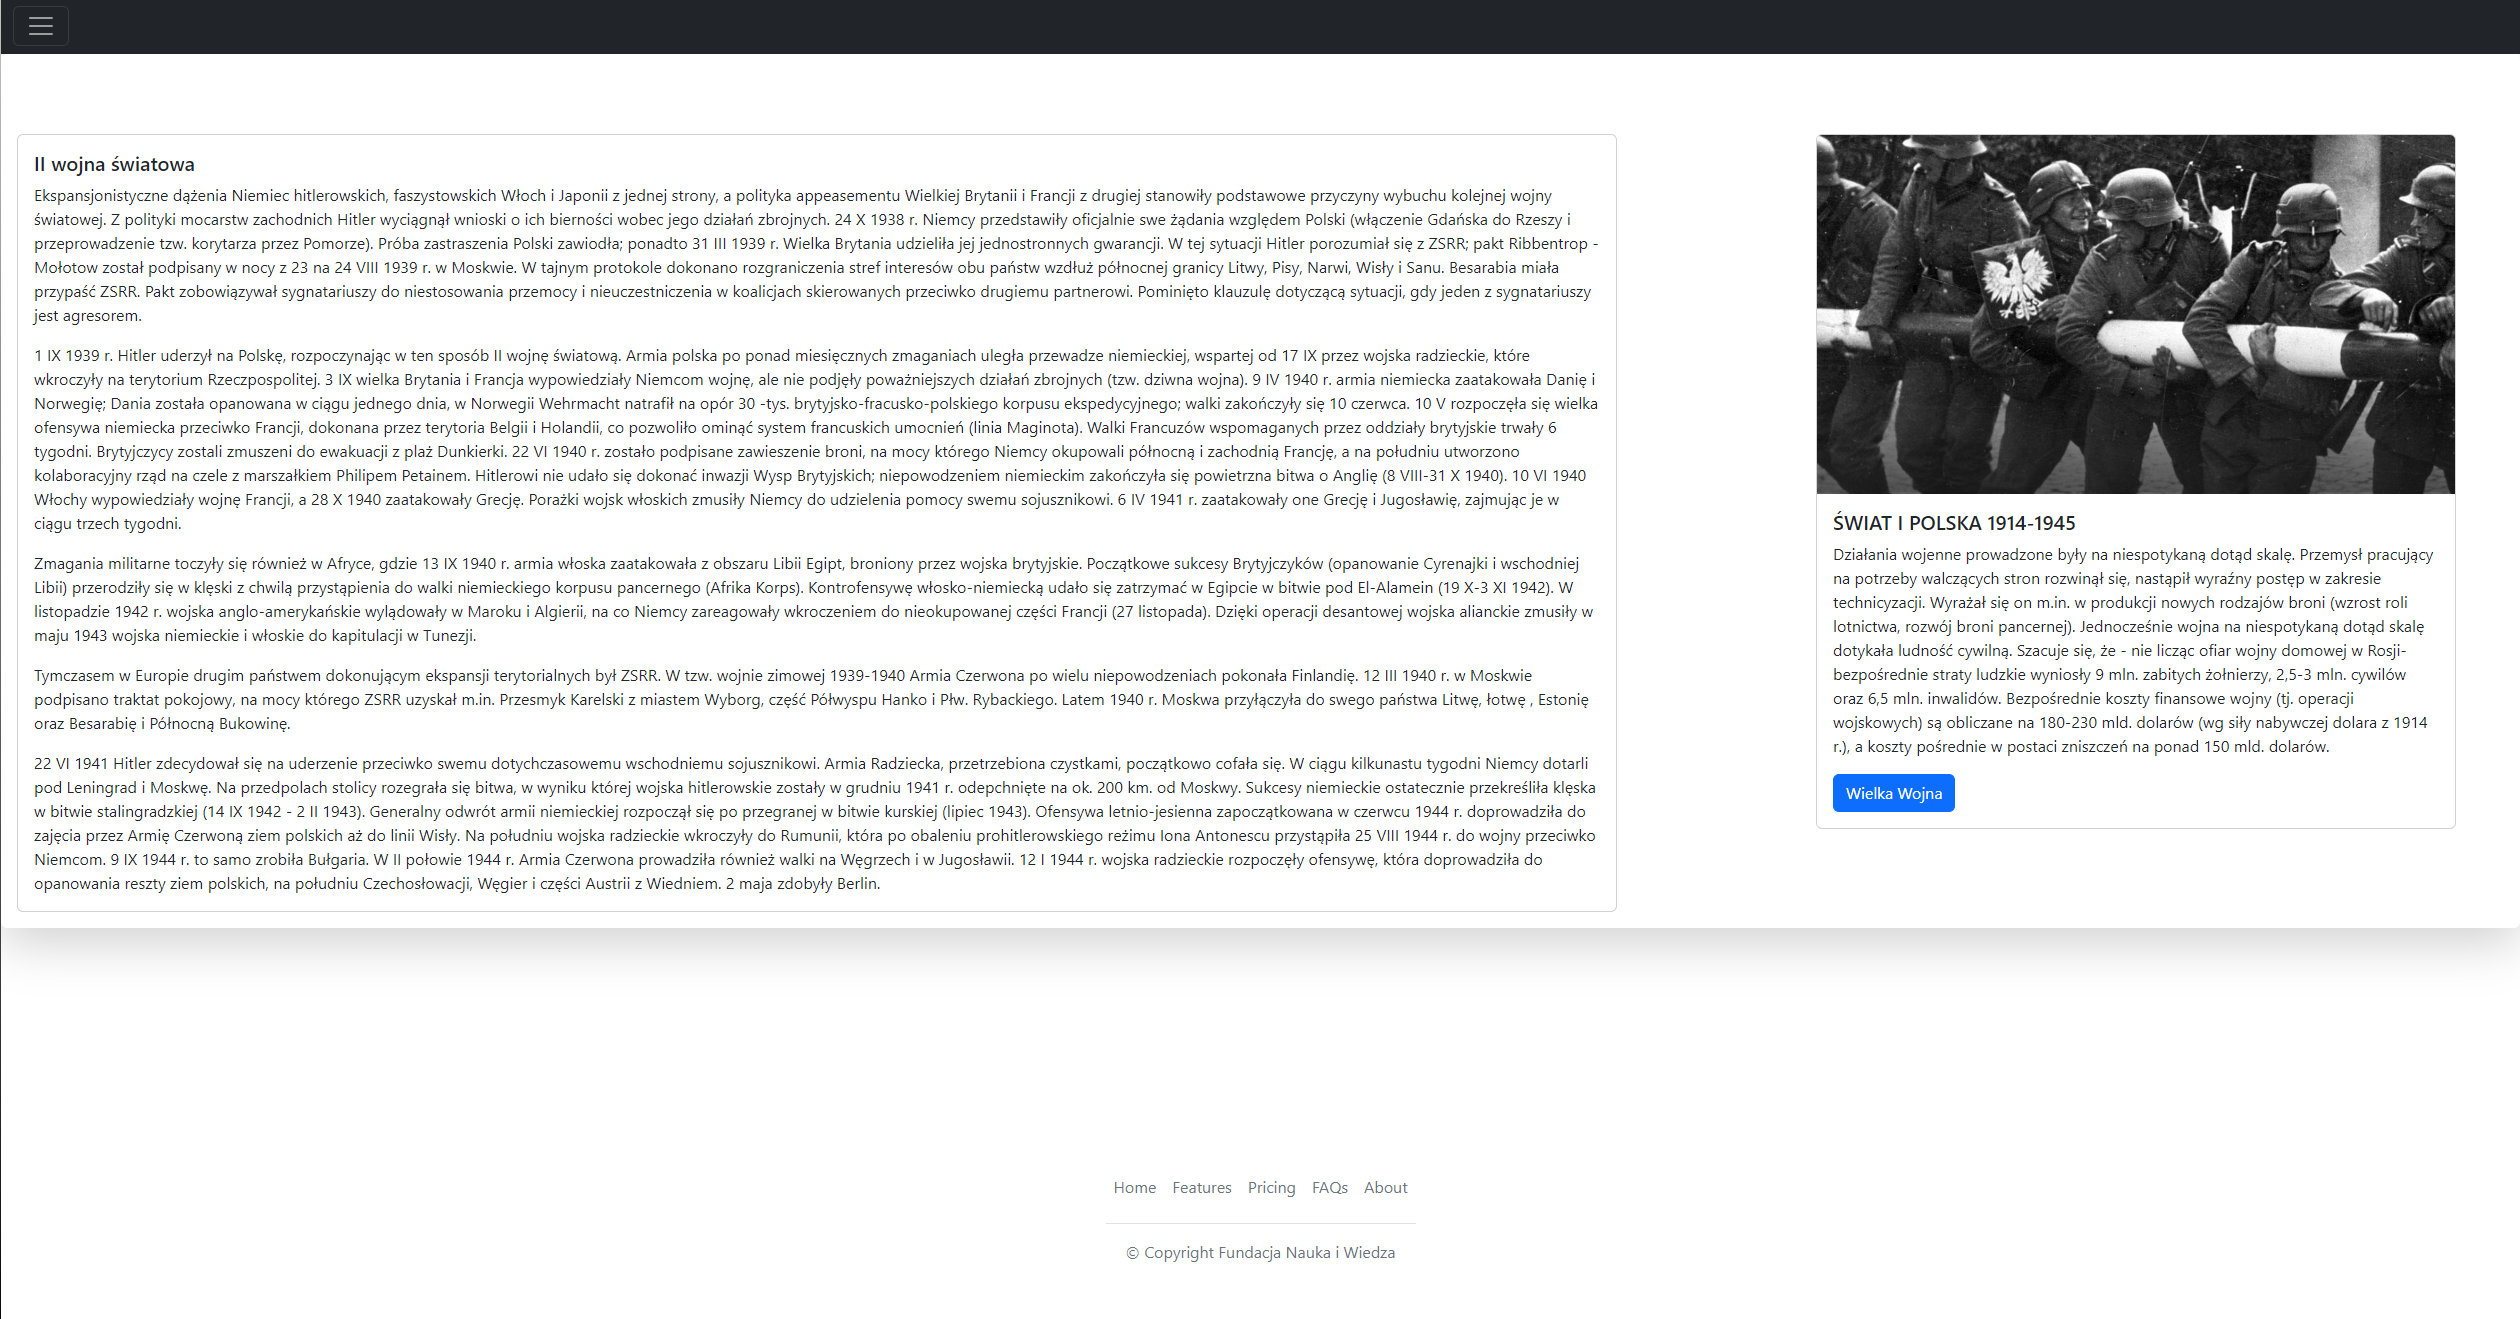 II wojna światowa
Ekspansjonistyczne dążenia Niemiec hitlerowskich, faszystowskich Włoch i Japonii z jednej strony, a polityka appeasementu Wielkiej Brytanii i Francji z drugiej stanowiły podstawowe przyczyny wybuchu kolejnej wojny
światowej. Z polityki mocarstw zachodnich Hitler wyciągnął wnioski o ich bierności wobec jego działań zbrojnych. 24 X 1938 r. Niemcy przedstawiły oficjalnie swe żądania względem Polski (włączenie Gdańska do Rzeszy i
przeprowadzenie tzw. korytarza przez Pomorze). Próba zastraszenia Polski zawiodła; ponadto 31 III 1939 r. Wielka Brytania udzieliła jej jednostronnych gwarancji. W tej sytuacji Hitler porozumiał się z ZSRR; pakt Ribbentrop -
Mołotow został podpisany w nocy z 23 na 24 VIII 1939 r. w Moskwie. W tajnym protokole dokonano rozgraniczenia stref interesów obu państw wzdłuż północnej granicy Litwy, Pisy, Narwi, Wisły i Sanu. Besarabia miała
przypaść ZSRR. Pakt zobowiązywał sygnatariuszy do niestosowania przemocy i nieuczestniczenia w koalicjach skierowanych przeciwko drugiemu partnerowi. Pominięto klauzulę dotyczącą sytuacji, gdy jeden z sygnatariuszy
jest agresorem.
1 IX 1939 r. Hitler uderzył na Polskę, rozpoczynając w ten sposób II wojnę światową. Armia polska po ponad miesięcznych zmaganiach uległa przewadze niemieckiej, wspartej od 17 IX przez wojska radzieckie, które
wkroczyły na terytorium Rzeczpospolitej. 3 IX wielka Brytania i Francja wypowiedziały Niemcom wojnę, ale nie podjęły poważniejszych działań zbrojnych (tzw. dziwna wojna). 9 IV 1940 r. armia niemiecka zaatakowała Danię i
Norwegię; Dania została opanowana w ciągu jednego dnia, w Norwegii Wehrmacht natrafił na opór 30 -tys. brytyjsko-fracusko-polskiego korpusu ekspedycyjnego; walki zakończyły się 10 czerwca. 10 V rozpoczęła się wielka
ofensywa niemiecka przeciwko Francji, dokonana przez terytoria Belgii i Holandii, co pozwoliło ominąć system francuskich umocnień (linia Maginota). Walki Francuzów wspomaganych przez oddziały brytyjskie trwały 6
tygodni. Brytyjczycy zostali zmuszeni do ewakuacji z plaż Dunkierki. 22 VI 1940 r. zostało podpisane zawieszenie broni, na mocy którego Niemcy okupowali północną i zachodnią Francję, a na południu utworzono
kolaboracyjny rząd na czele z marszałkiem Philipem Petainem. Hitlerowi nie udało się dokonać inwazji Wysp Brytyjskich; niepowodzeniem niemieckim zakończyła się powietrzna bitwa o Anglię (8 VIII-31 X 1940). 10 VI 1940
Włochy wypowiedziały wojnę Francji, a 28 X 1940 zaatakowały Grecję. Porażki wojsk włoskich zmusiły Niemcy do udzielenia pomocy swemu sojusznikowi. 6 IV 1941 r. zaatakowały one Grecję i Jugosławię, zajmując je w
ciągu trzech tygodni.
Zmagania militarne toczyły się również w Afryce, gdzie 13 IX 1940 r. armia włoska zaatakowała z obszaru Libii Egipt, broniony przez wojska brytyjskie. Początkowe sukcesy Brytyjczyków (opanowanie Cyrenajki i wschodniej
Libii) przerodziły się w klęski z chwilą przystąpienia do walki niemieckiego korpusu pancernego (Afrika Korps). Kontrofensywę włosko-niemiecką udało się zatrzymać w Egipcie w bitwie pod El-Alamein (19 X-3 XI 1942). W
listopadzie 1942 r. wojska anglo-amerykańskie wylądowały w Maroku i Algierii, na co Niemcy zareagowały wkroczeniem do nieokupowanej części Francji (27 listopada). Dzięki operacji desantowej wojska alianckie zmusiły w
maju 1943 wojska niemieckie i włoskie do kapitulacji w Tunezji.
Tymczasem w Europie drugim państwem dokonującym ekspansji terytorialnych był ZSRR. W tzw. wojnie zimowej 1939-1940 Armia Czerwona po wielu niepowodzeniach pokonała Finlandię. 12 III 1940 r. w Moskwie
podpisano traktat pokojowy, na mocy którego ZSRR uzyskał m.in. Przesmyk Karelski z miastem Wyborg, część Półwyspu Hanko i Płw. Rybackiego. Latem 1940 r. Moskwa przyłączyła do swego państwa Litwę, łotwę , Estonię
oraz Besarabię i Północną Bukowinę.
22 VI 1941 Hitler zdecydował się na uderzenie przeciwko swemu dotychczasowemu wschodniemu sojusznikowi. Armia Radziecka, przetrzebiona czystkami, początkowo cofała się. W ciągu kilkunastu tygodni Niemcy dotarli
pod Leningrad i Moskwę. Na przedpolach stolicy rozegrała się bitwa, w wyniku której wojska hitlerowskie zostały w grudniu 1941 r. odepchnięte na ok. 200 km. od Moskwy. Sukcesy niemieckie ostatecznie przekreśliła klęska
w bitwie stalingradzkiej (14 IX 1942 - 2 II 1943). Generalny odwrót armii niemieckiej rozpoczął się po przegranej w bitwie kurskiej (lipiec 1943). Ofensywa letnio-jesienna zapoczątkowana w czerwcu 1944 r. doprowadziła do
zajęcia przez Armię Czerwoną ziem polskich aż do linii Wisły. Na południu wojska radzieckie wkroczyły do Rumunii, która po obaleniu prohitlerowskiego reżimu Iona Antonescu przystąpiła 25 VIII 1944 r. do wojny przeciwko
Niemcom. 9 IX 1944 r. to samo zrobiła Bułgaria. W II połowie 1944 r. Armia Czerwona prowadziła również walki na Węgrzech i w Jugosławii. 12 I 1944 r. wojska radzieckie rozpoczęły ofensywę, która doprowadziła do
opanowania reszty ziem polskich, na południu Czechosłowacji, Węgier i części Austrii z Wiedniem. 2 maja zdobyły Berlin.
ŚWIAT I POLSKA 1914-1945
Działania wojenne prowadzone były na niespotykaną dotąd skalę. Przemysł pracujący
na potrzeby walczących stron rozwinął się, nastąpił wyraźny postęp w zakresie
technicyzacji. Wyrażał się on m.in. w produkcji nowych rodzajów broni (wzrost roli
lotnictwa, rozwój broni pancernej). Jednocześnie wojna na niespotykaną dotąd skalę
dotykała ludność cywilną. Szacuje się, że - nie licząc ofiar wojny domowej w Rosji-
bezpośrednie straty ludzkie wyniosły 9 mln. zabitych żołnierzy, 2,5-3 mln. cywilów
oraz 6,5 mln. inwalidów. Bezpośrednie koszty finansowe wojny (tj. operacji
wojskowych) są obliczane na 180-230 mld. dolarów (wg siły nabywczej dolara z 1914
r.), a koszty pośrednie w postaci zniszczeń na ponad 150 mld. dolarów.
Wielka Wojna
Home Features Pricing FAQs About
© Copyright Fundacja Nauka i Wiedza